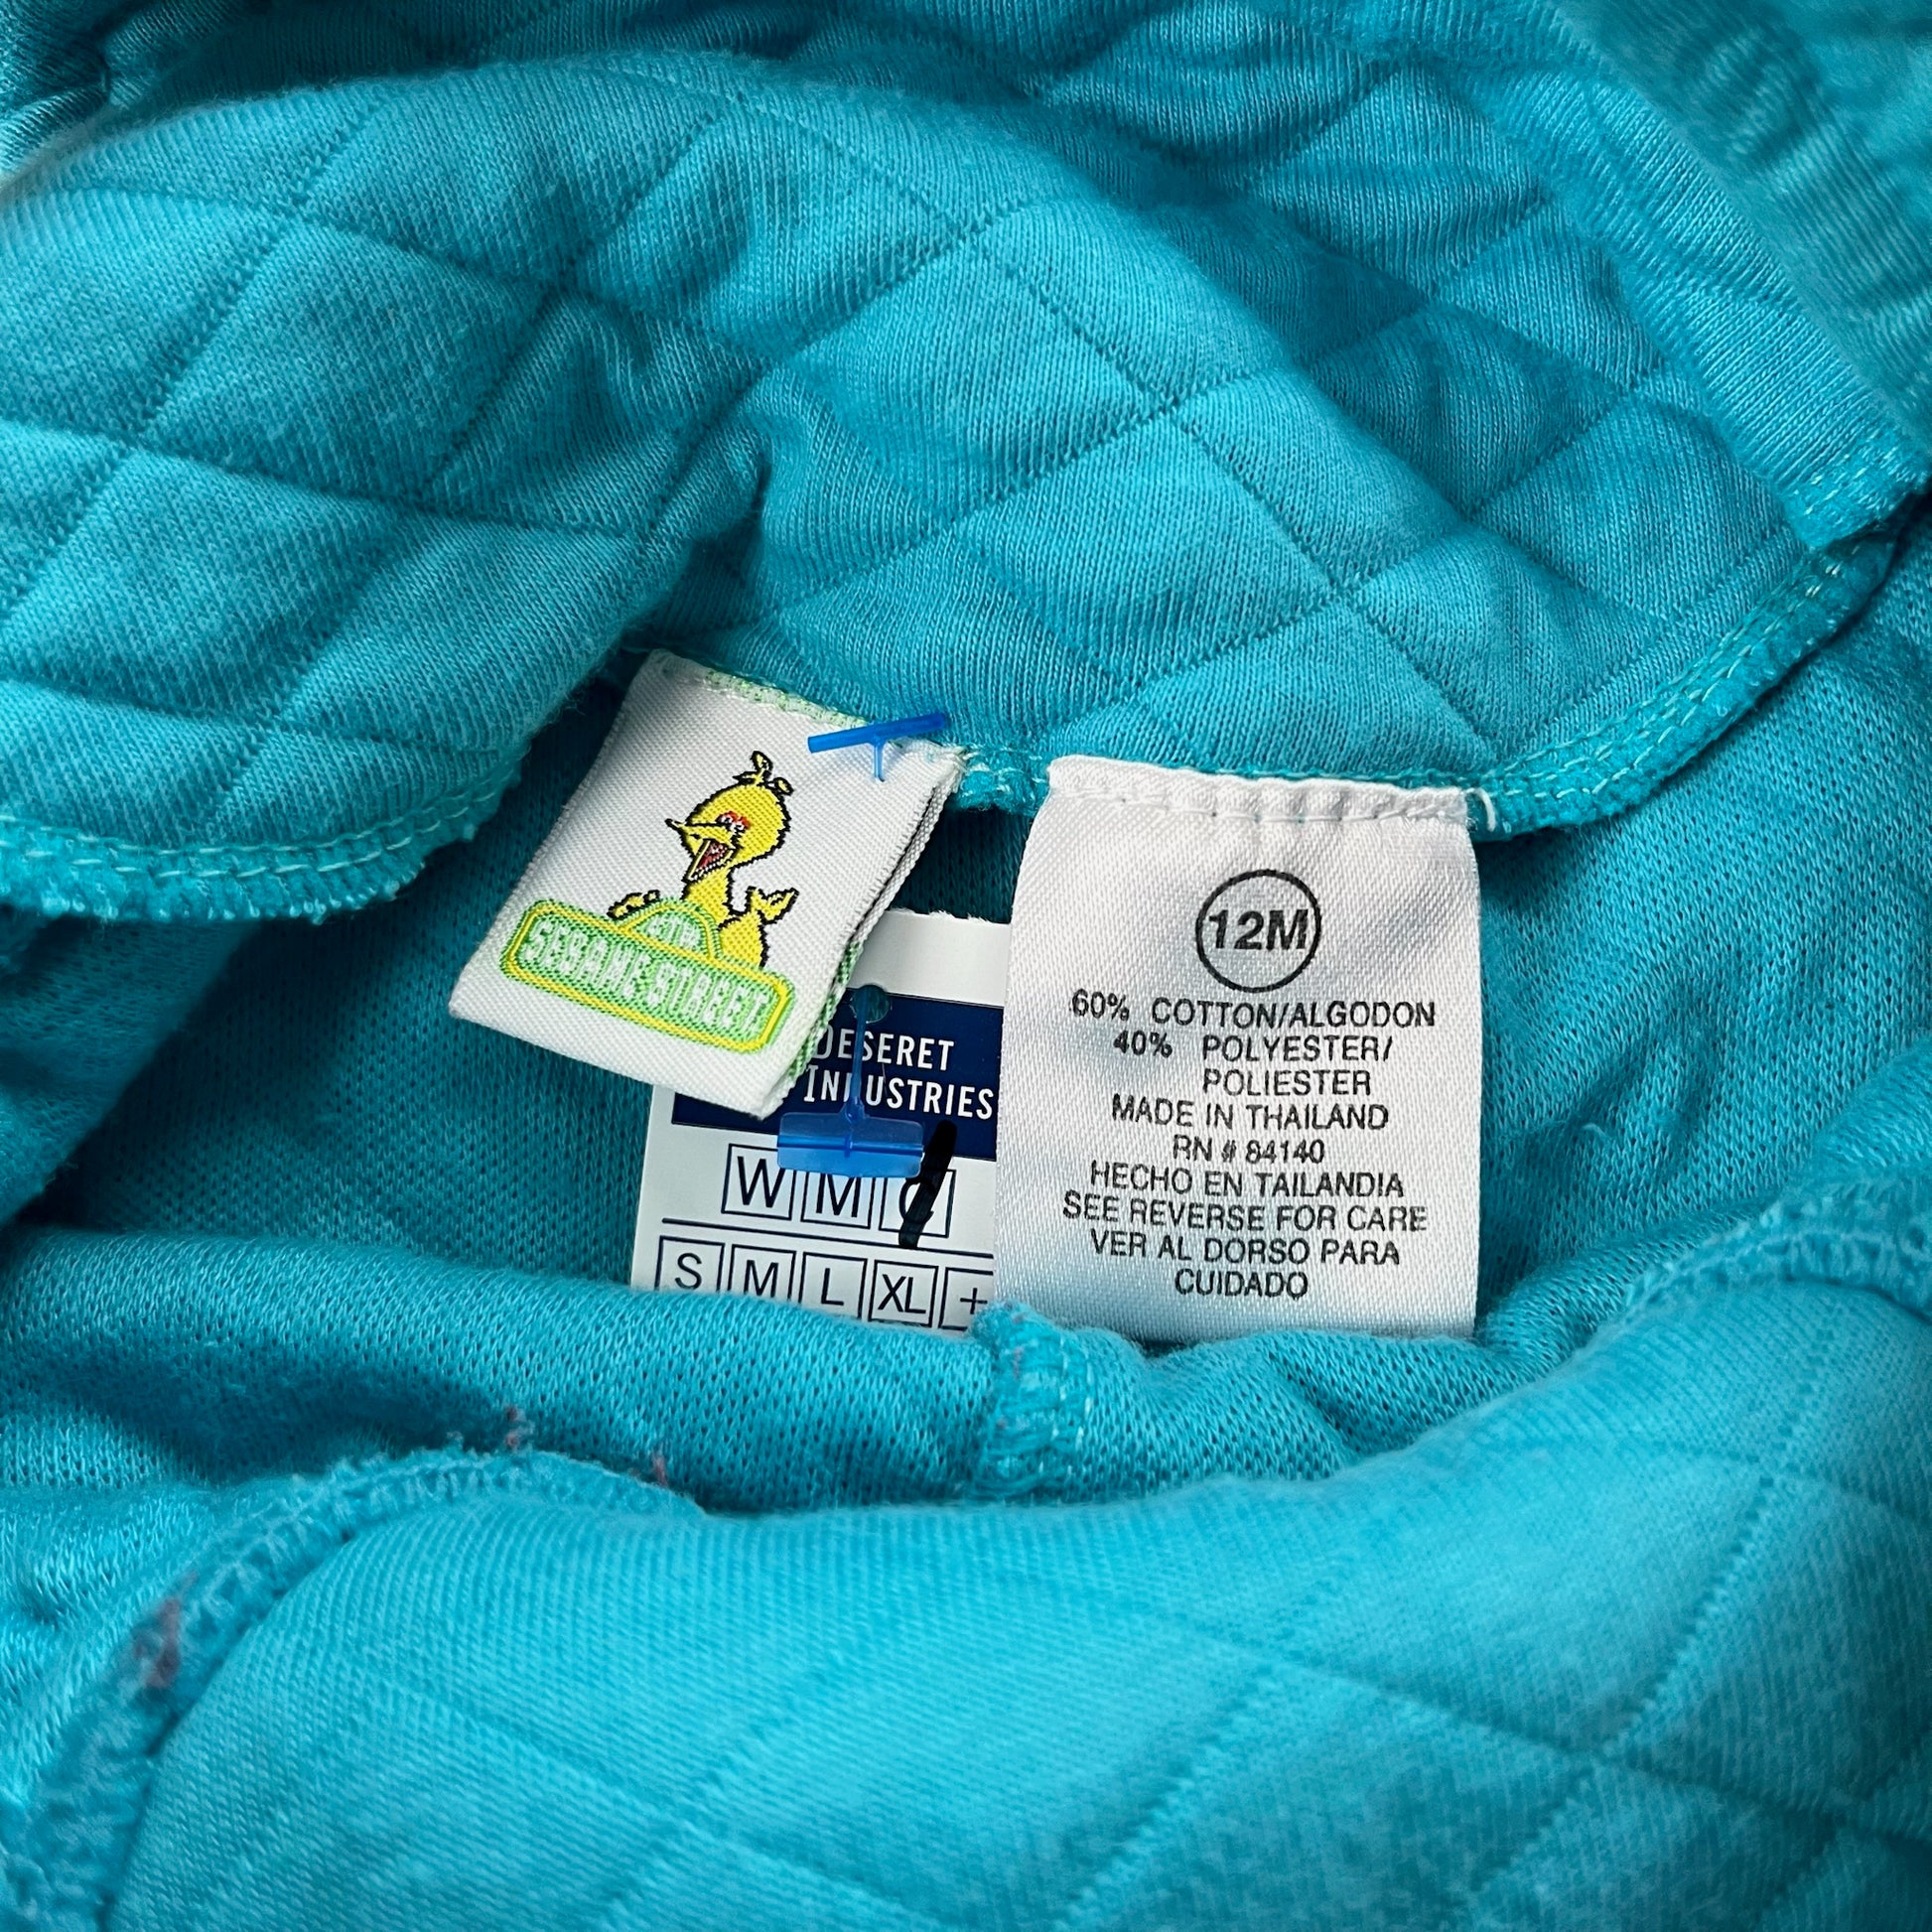 SESAME STREET
DESERET
INDUSTRIES
W M C
S M L XL +
12M
60% COTTON/ALGODON
40% POLYESTER/
POLIESTER
MADE IN THAILAND
RN # 84140
HECHO EN TAILANDIA
SEE REVERSE FOR CARE
VER AL DORSO PARA
CUIDADO